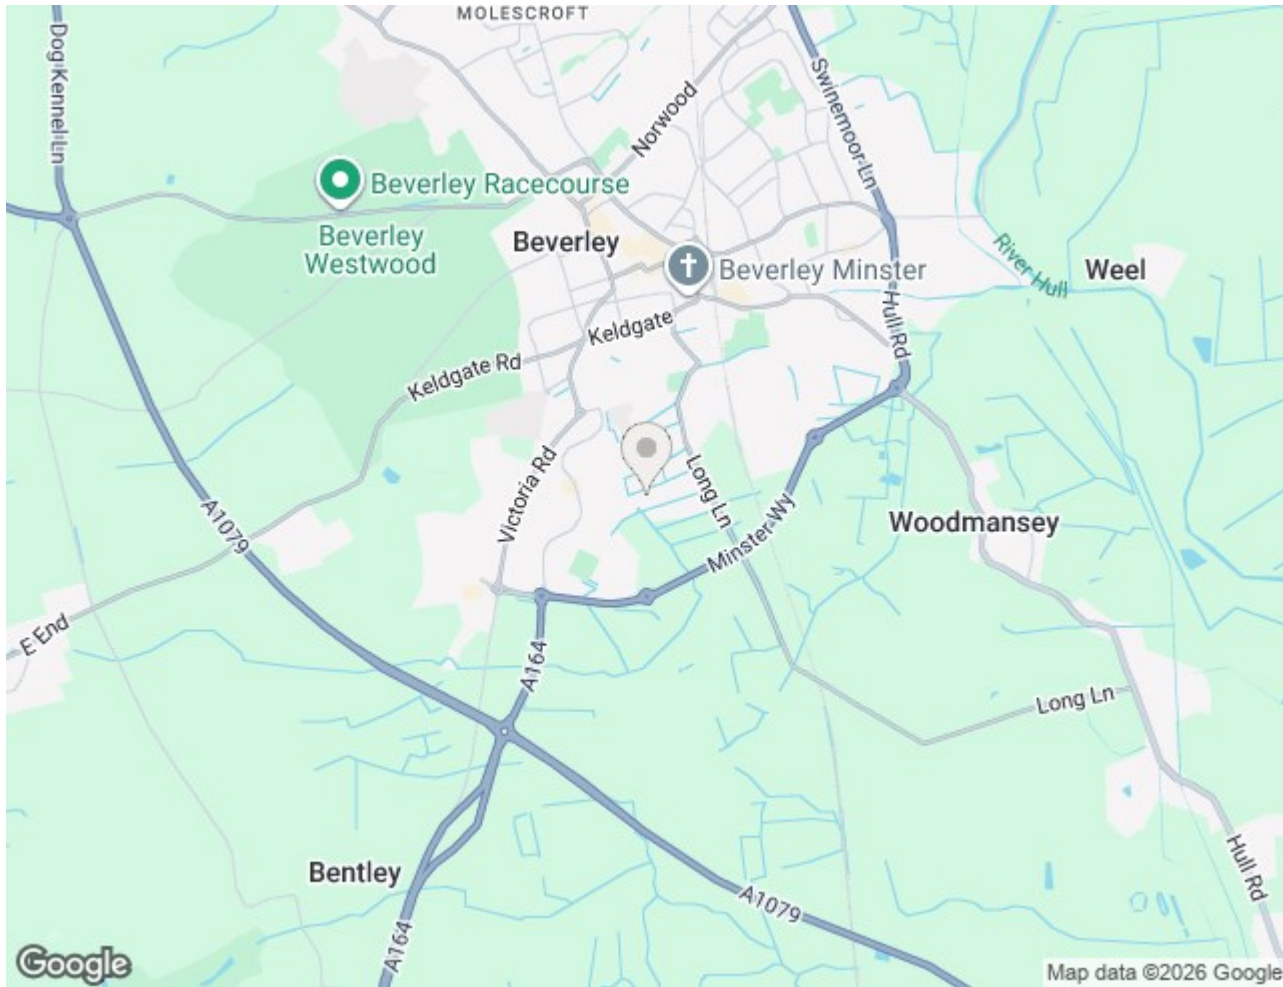 MOLESCROFT
Dog Kennel Ln
Swinemoor Ln
Norwood
Beverley Racecourse
Beverley
Westwood
Beverley
Beverley Minster
River Hull
Weel
Hull Rd
Keldgate
Keldgate Rd
Victoria Rd
Long Ln
Minster Wy
Woodmansey
A1079
E End
A164
Long Ln
Bentley
A1079
Hull Rd
A164
Google
Map data ©2026 Google